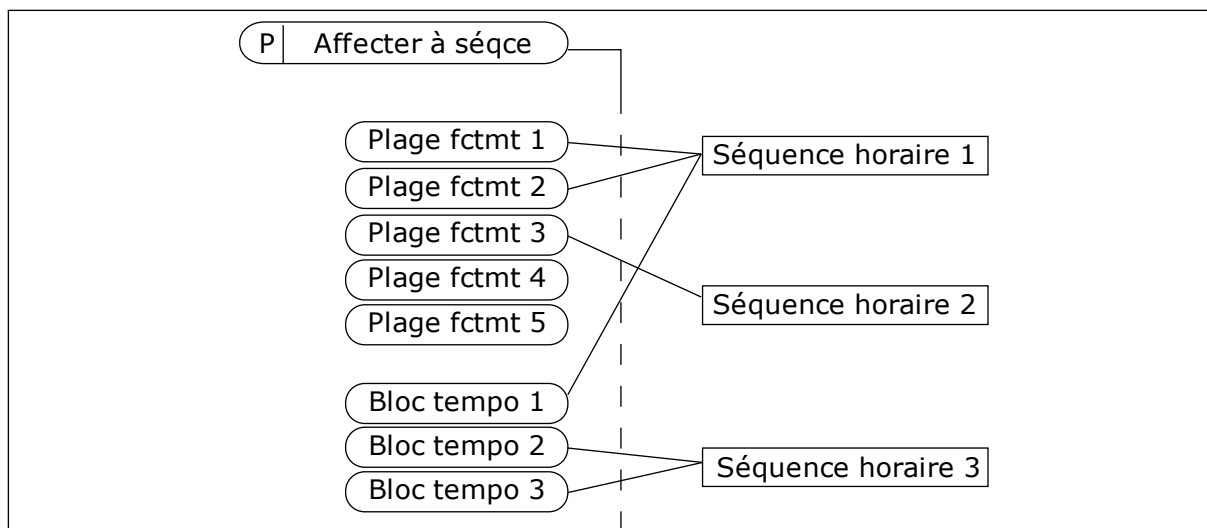 P Affecter à séqce
Plage fctmt 1
Séquence horaire 1
Plage fctmt 2
Plage fctmt 3
Plage fctmt 4
Séquence horaire 2
Plage fctmt 5
Bloc tempo 1
Bloc tempo 2
Séquence horaire 3
Bloc tempo 3